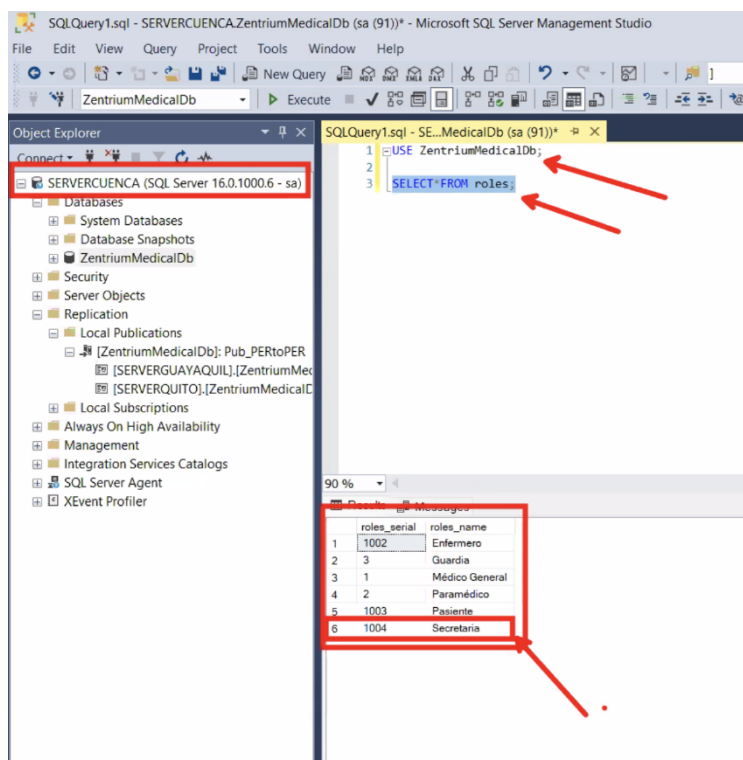 SQLQuery1.sql - SERVERCUENCA.ZentriumMedicalDb (sa (91))* - Microsoft SQL Server Management Studio
File Edit View Query Project Tools Window Help
New Query MDX DMX XMLA DAX ]
ZentriumMedicalDb Execute
Object Explorer
SQLQuery1.sql - SE...MedicalDb (sa (91))*
Connect
SERVERCUENCA (SQL Server 16.0.1000.6 - sa)
Databases
System Databases
Database Snapshots
ZentriumMedicalDb
Security
Server Objects
Replication
Local Publications
[ZentriumMedicalDb]: Pub_PERtoPER
[SERVERGUAYAQUIL].[ZentriumMed
[SERVERQUITO].[ZentriumMedicalD
Local Subscriptions
Always On High Availability
Management
Integration Services Catalogs
SQL Server Agent
XEvent Profiler
1 USE ZentriumMedicalDb;
2
3 SELECT*FROM roles;
90 %
Results Messages
roles_serial roles_name
1 1002 Enfermero
2 3 Guardia
3 1 Médico General
4 2 Paramédico
5 1003 Pasiente
6 1004 Secretaria